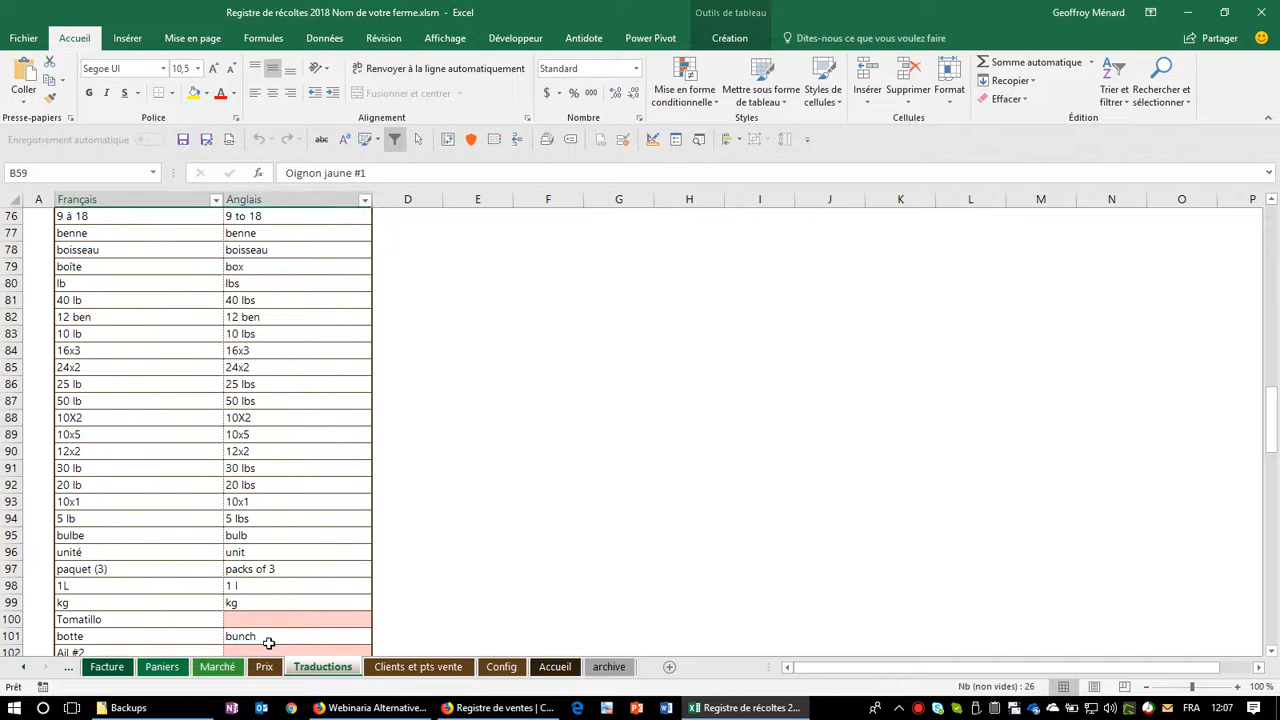 Registre de récoltes 2018 Nom de votre ferme.xlsm - Excel
Outils de tableau
Geoffroy Ménard
Fichier Accueil Insérer Mise en page Formules Données Révision Affichage Développeur Antidote Power Pivot Création Dites-nous ce que vous voulez faire Partager
Coller
Segoe UI 10,5
Renvoyer à la ligne automatiquement
Standard
Somme automatique
G I S
Fusionner et centrer
$ % 000
Mise en forme conditionnelle
Mettre sous forme de tableau
Styles de cellules
Insérer Supprimer Format
Recopier
Effacer
Trier et filtrer
Rechercher et sélectionner
Presse-papiers Police Alignement Nombre Styles Cellules Édition
Enregistrement automatique
abc
B59 fx Oignon jaune #1
A Français Anglais D E F G H I J K L M N O P
76 9 à 18 9 to 18
77 benne benne
78 boisseau boisseau
79 boîte box
80 lb lbs
81 40 lb 40 lbs
82 12 ben 12 ben
83 10 lb 10 lbs
84 16x3 16x3
85 24x2 24x2
86 25 lb 25 lbs
87 50 lb 50 lbs
88 10X2 10X2
89 10x5 10x5
90 12x2 12x2
91 30 lb 30 lbs
92 20 lb 20 lbs
93 10x1 10x1
94 5 lb 5 lbs
95 bulbe bulb
96 unité unit
97 paquet (3) packs of 3
98 1L 1 l
99 kg kg
100 Tomatillo
101 botte bunch
102 Ail #2
... Facture Paniers Marché Prix Traductions Clients et pts vente Config Accueil archive
Prêt Nb (non vides) : 26 100 %
Backups Webinaria Alternative... Registre de ventes | C... Registre de récoltes 2... FRA 12:07